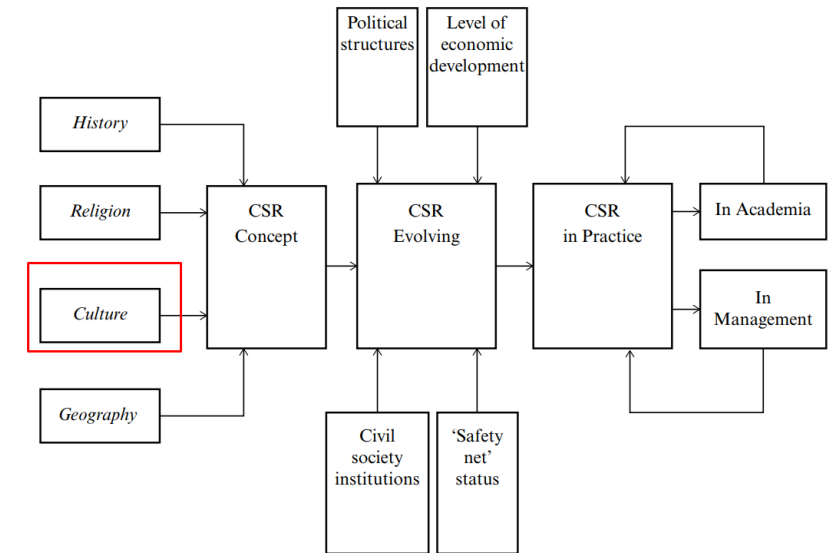 Political
structures
Level of
economic
development
History
Religion
Culture
Geography
CSR
Concept
CSR
Evolving
CSR
in Practice
In Academia
In
Management
Civil
society
institutions
‘Safety
net’
status